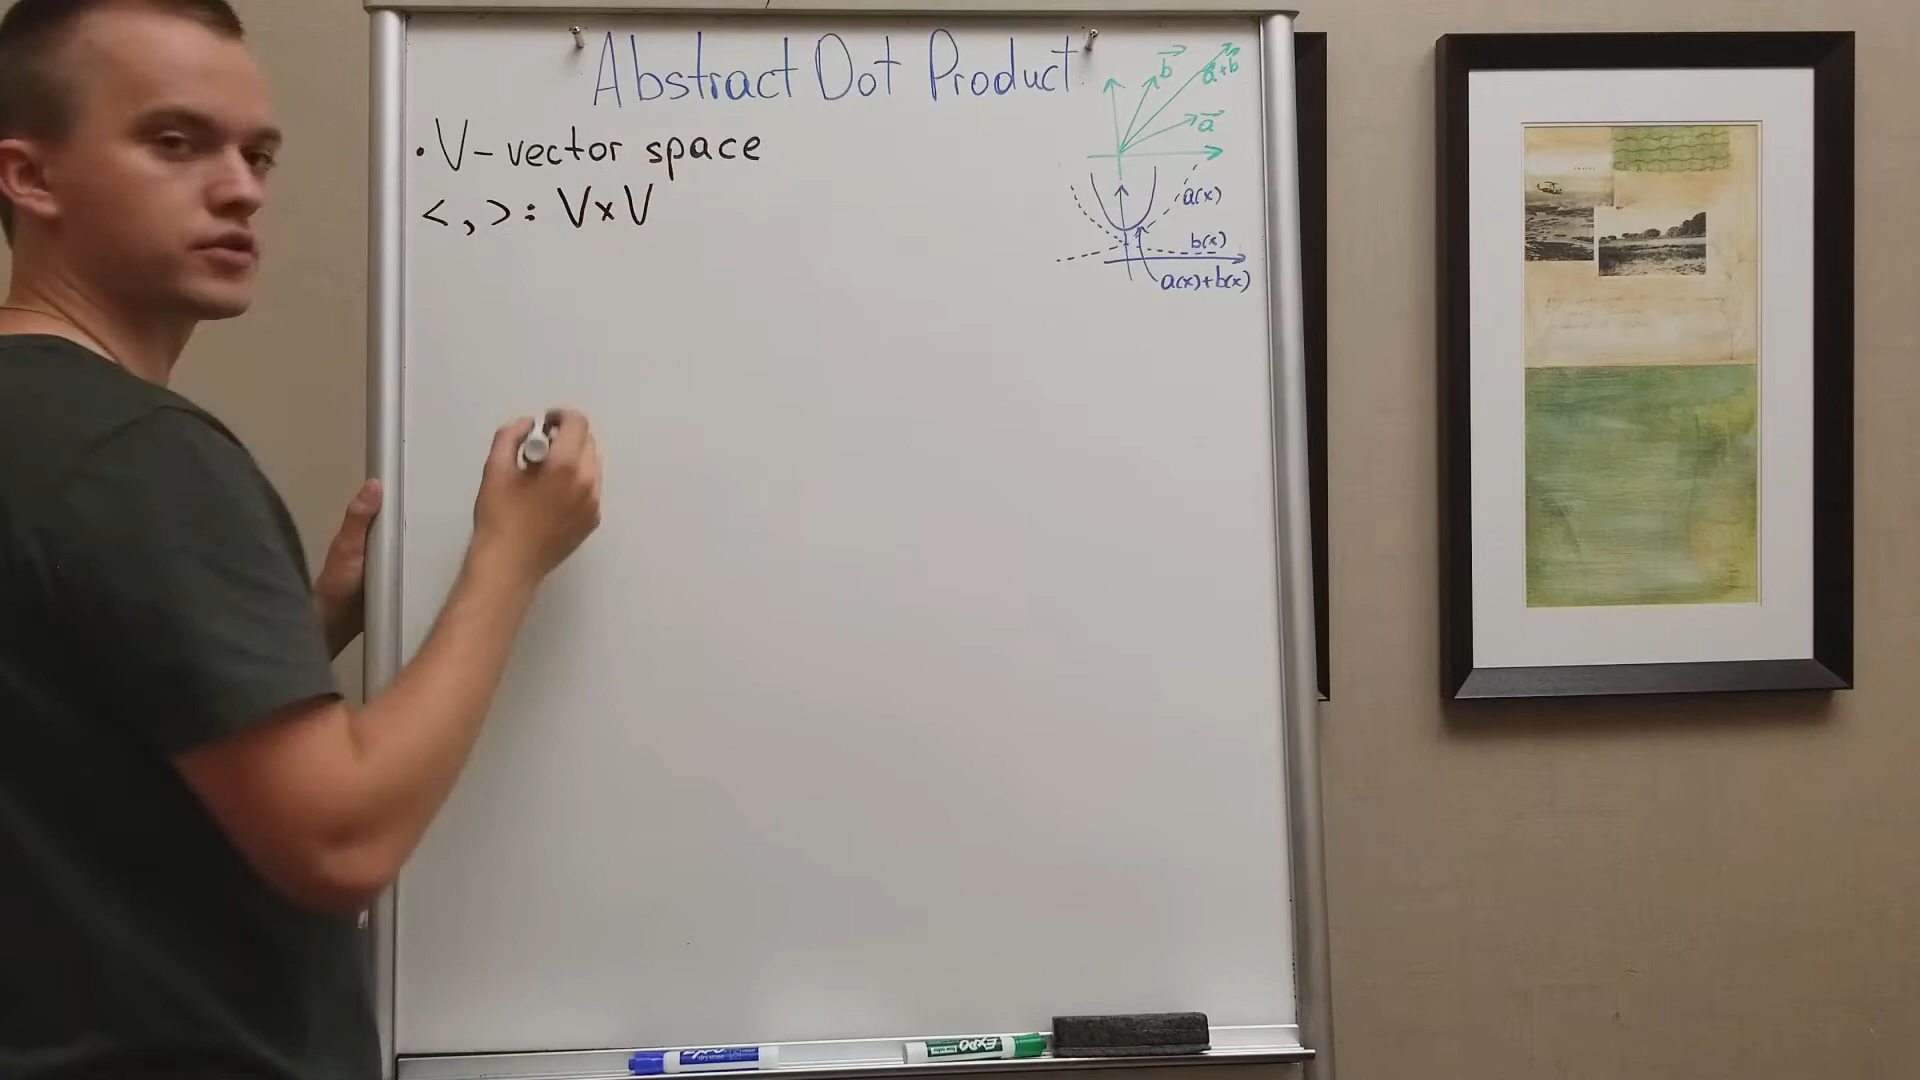 Abstract Dot Product
• V - vector space
< , > : V x V
b
a+b
a
a(x)
b(x)
a(x)+b(x)
EXPO